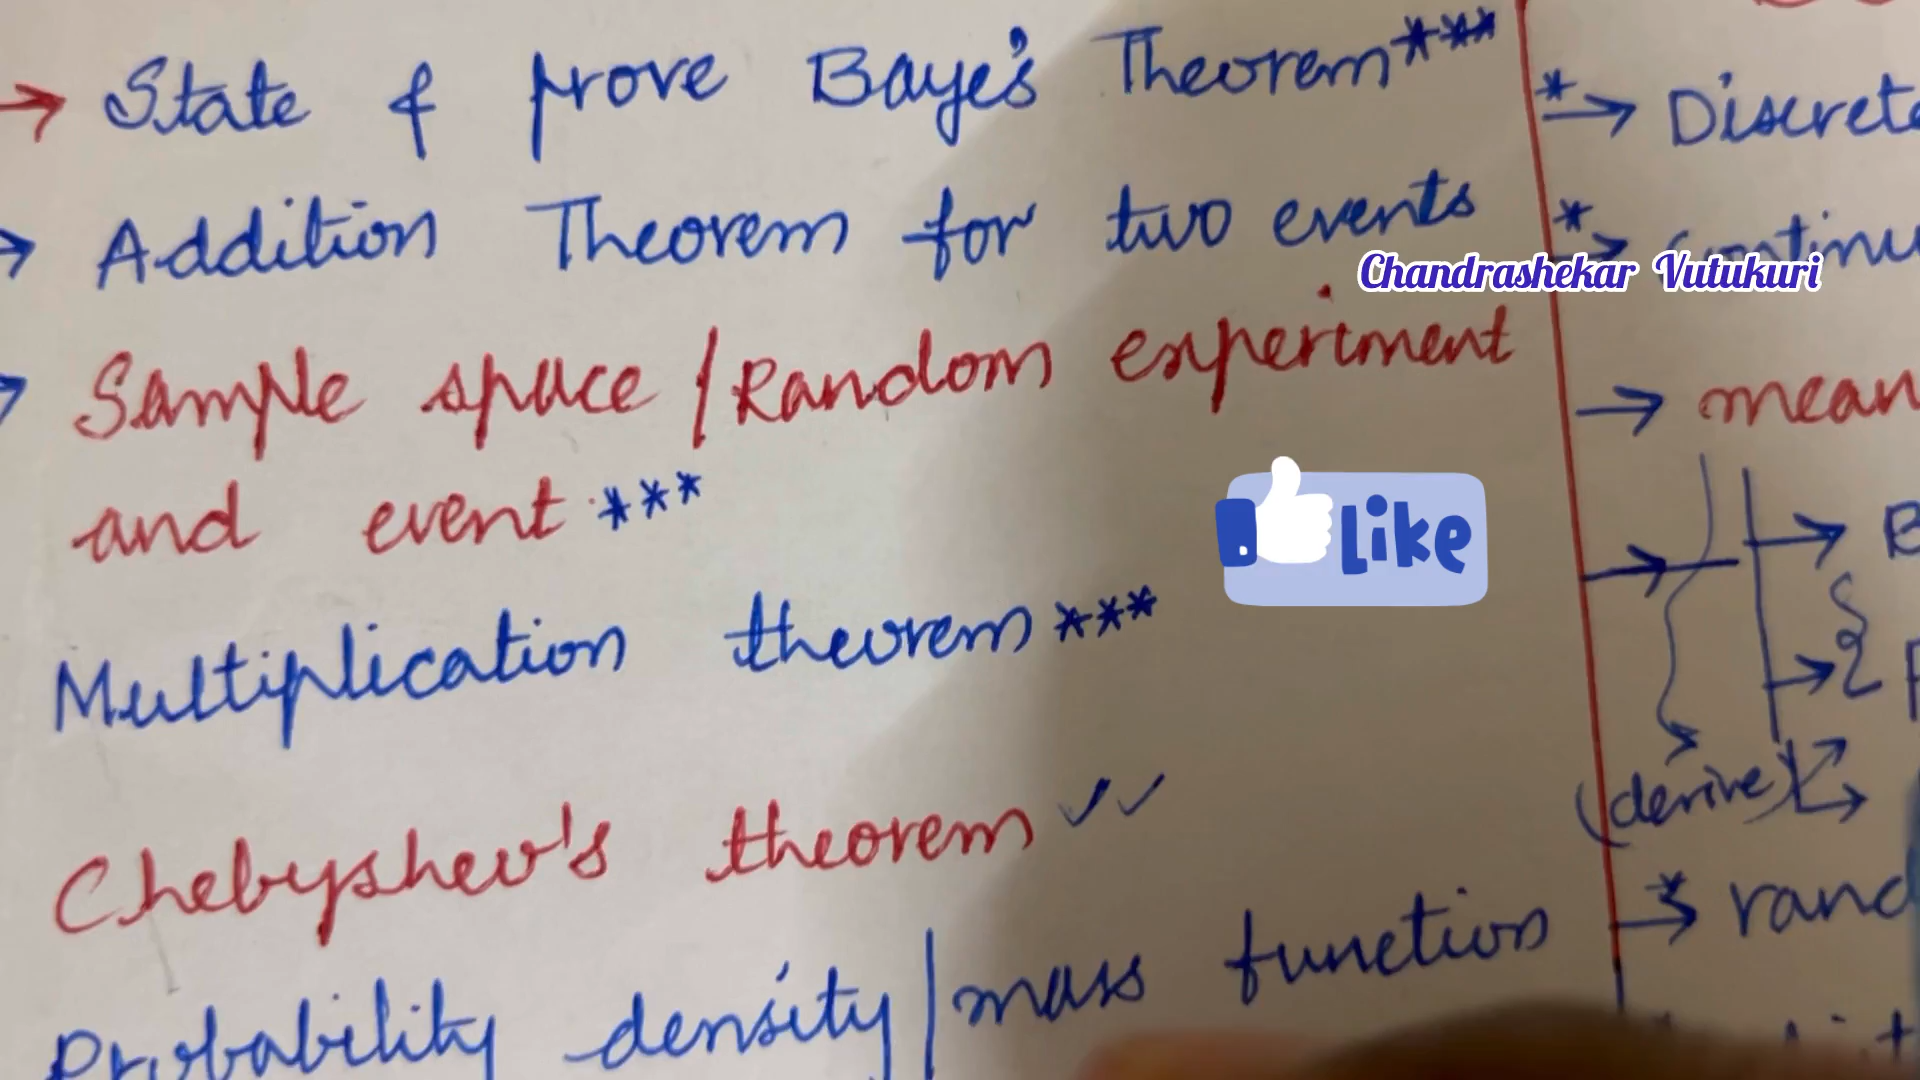 → State & prove Baye's Theorem***
→ Addition Theorem for two events
→ Sample space / Random experiment
and event ***
Multiplication theorem ***
Chebyshev's theorem ✓✓
Probability density / mass function
*→ Discrete
*→
Chandrashekar Vutukuri
→ mean
Like
→ B
→
(derive)
*→ rand